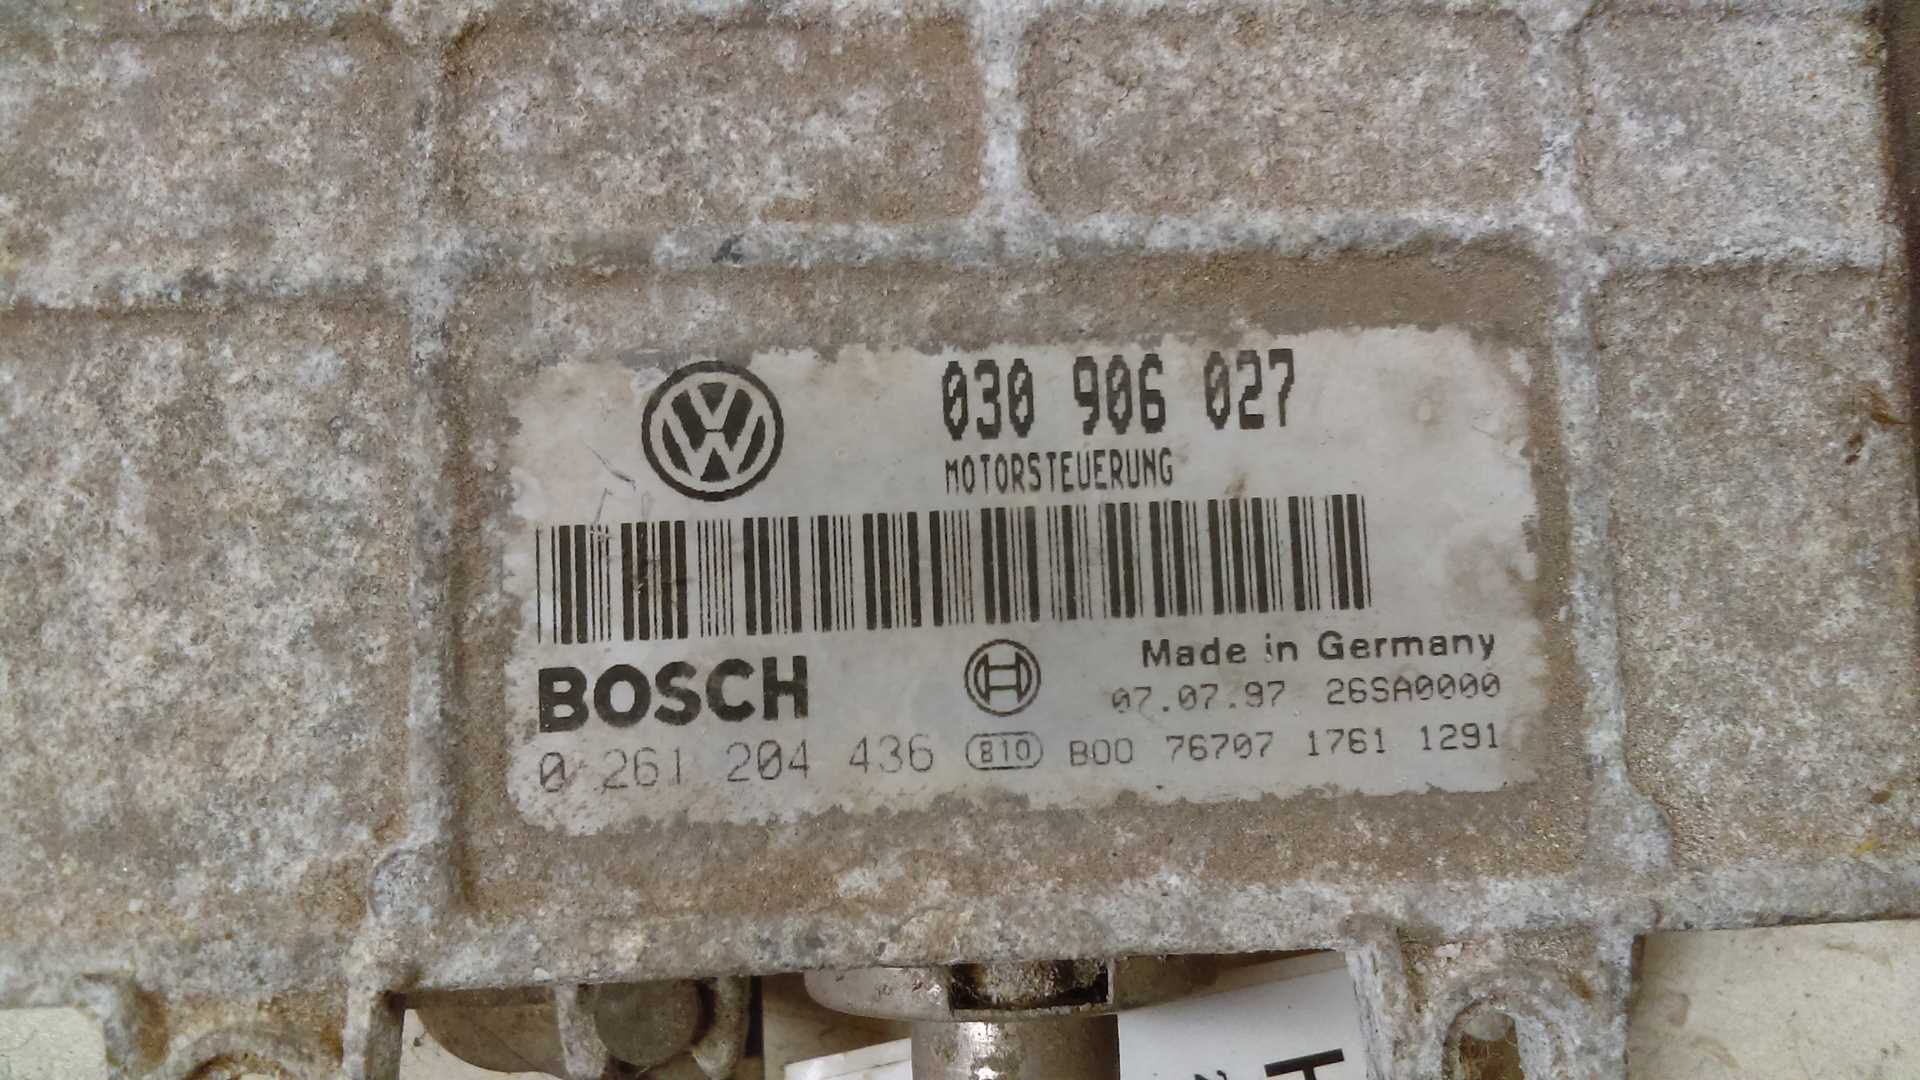 030 906 027
MOTORSTEUERUNG
BOSCH
Made in Germany
07.07.97 26SA0000
0 261 204 436 B10 B00 76707 1761 1291